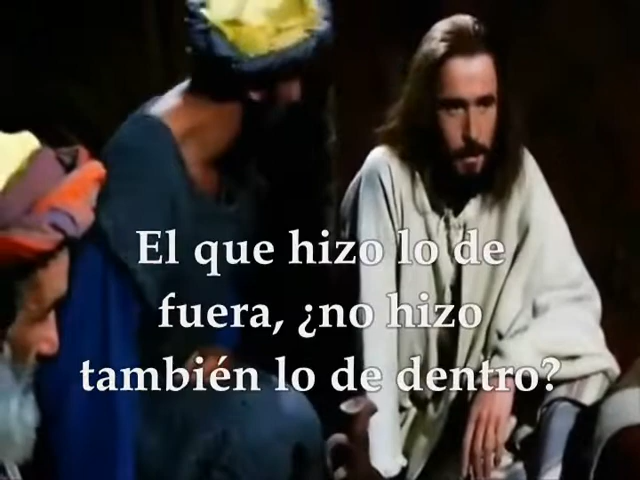 El que hizo lo de
fuera, ¿no hizo
también lo de dentro?